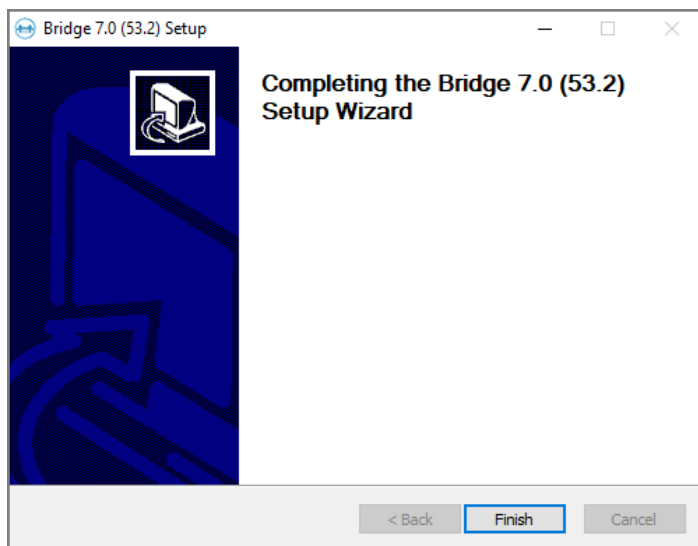 Bridge 7.0 (53.2) Setup
Completing the Bridge 7.0 (53.2)
Setup Wizard
< Back
Finish
Cancel